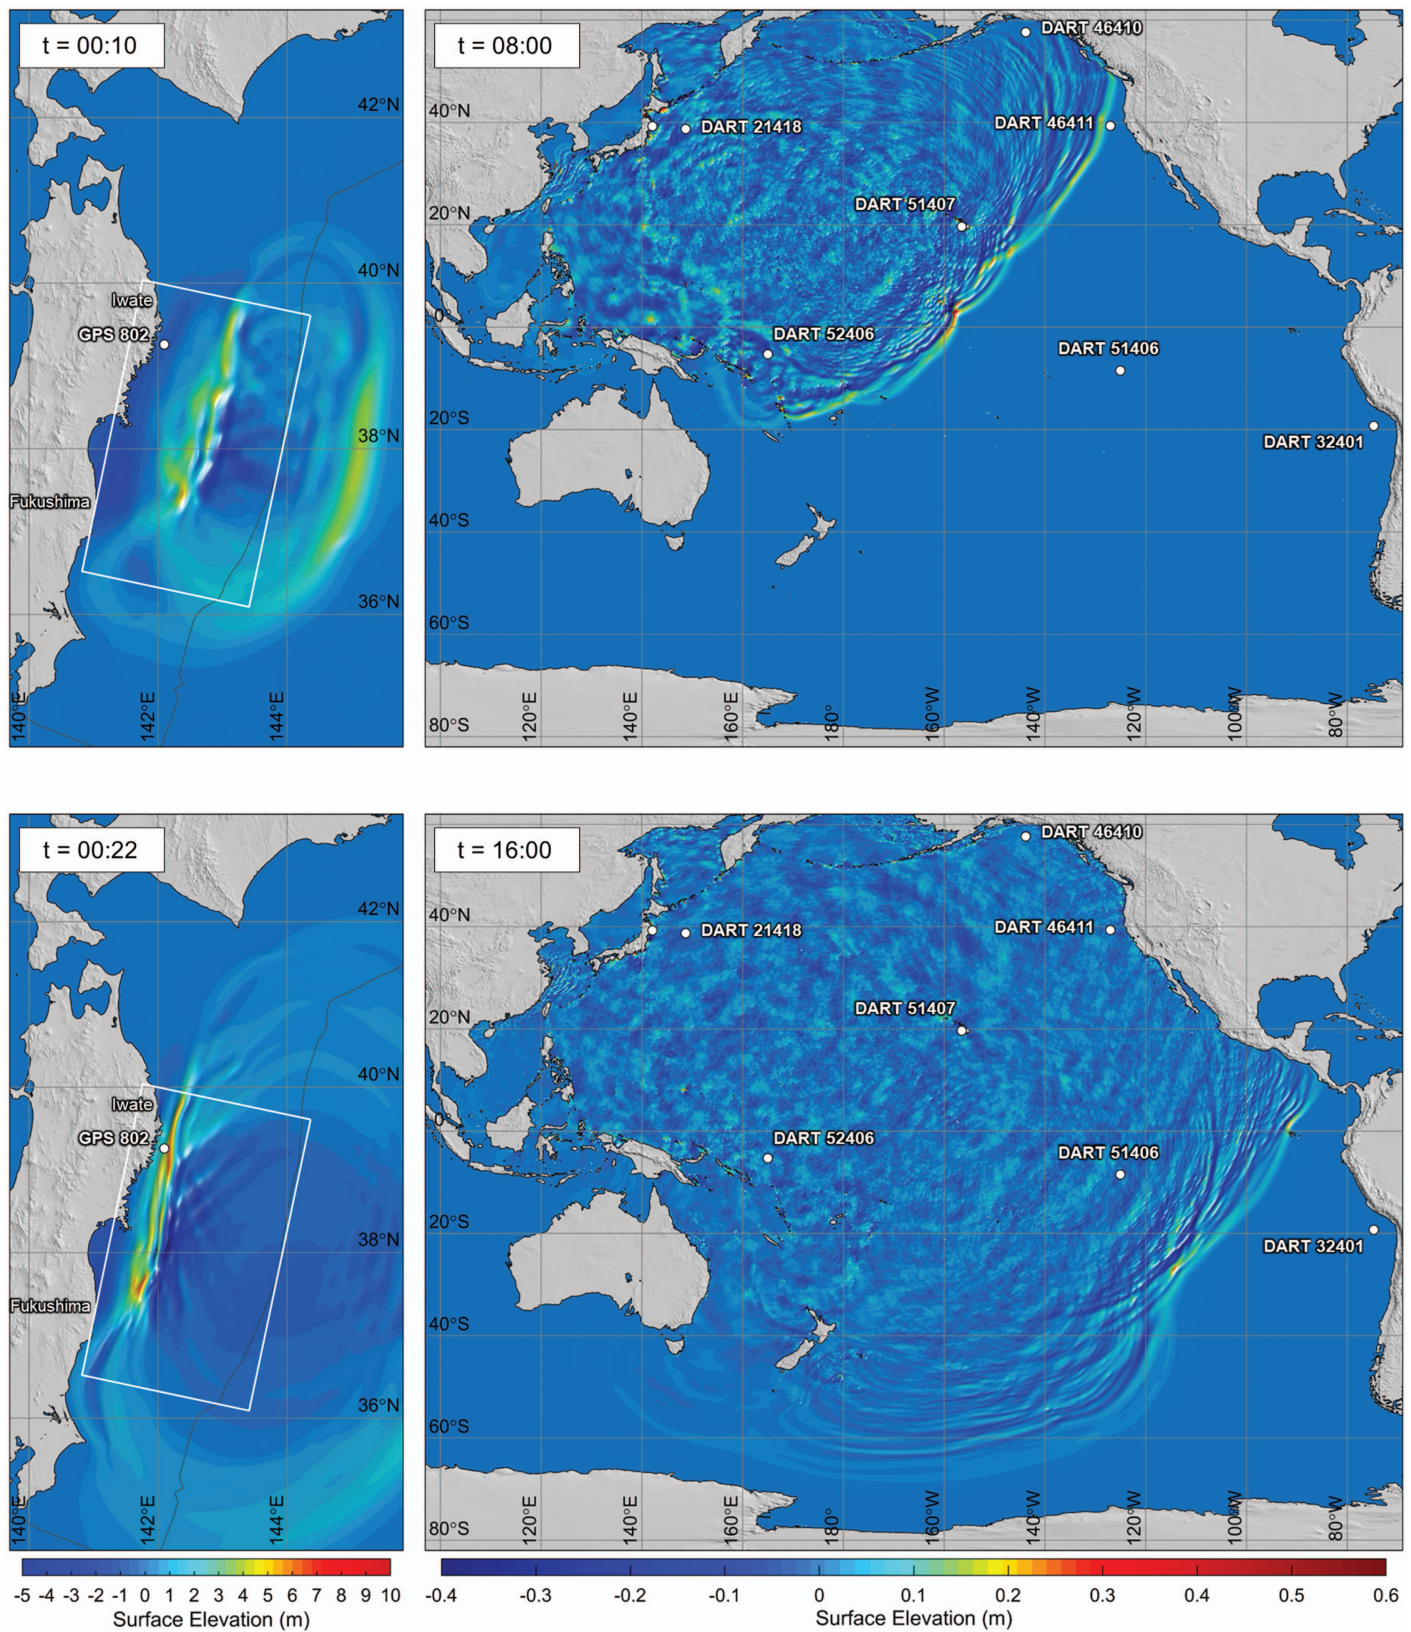 t = 00:10
42°N
40°N
Iwate
GPS 802
38°N
Fukushima
36°N
140°E
142°E
144°E
t = 08:00
DART 46410
40°N
DART 21418
DART 46411
20°N
DART 51407
0°
DART 52406
DART 51406
20°S
DART 32401
40°S
60°S
80°S
120°E
140°E
160°E
180°
160°W
140°W
120°W
100°W
80°W
t = 00:22
42°N
40°N
Iwate
GPS 802
38°N
Fukushima
36°N
140°E
142°E
144°E
-5 -4 -3 -2 -1 0 1 2 3 4 5 6 7 8 9 10
Surface Elevation (m)
t = 16:00
DART 46410
40°N
DART 21418
DART 46411
20°N
DART 51407
0°
DART 52406
DART 51406
20°S
DART 32401
40°S
60°S
80°S
120°E
140°E
160°E
180°
160°W
140°W
120°W
100°W
80°W
-0.4 -0.3 -0.2 -0.1 0 0.1 0.2 0.3 0.4 0.5 0.6
Surface Elevation (m)